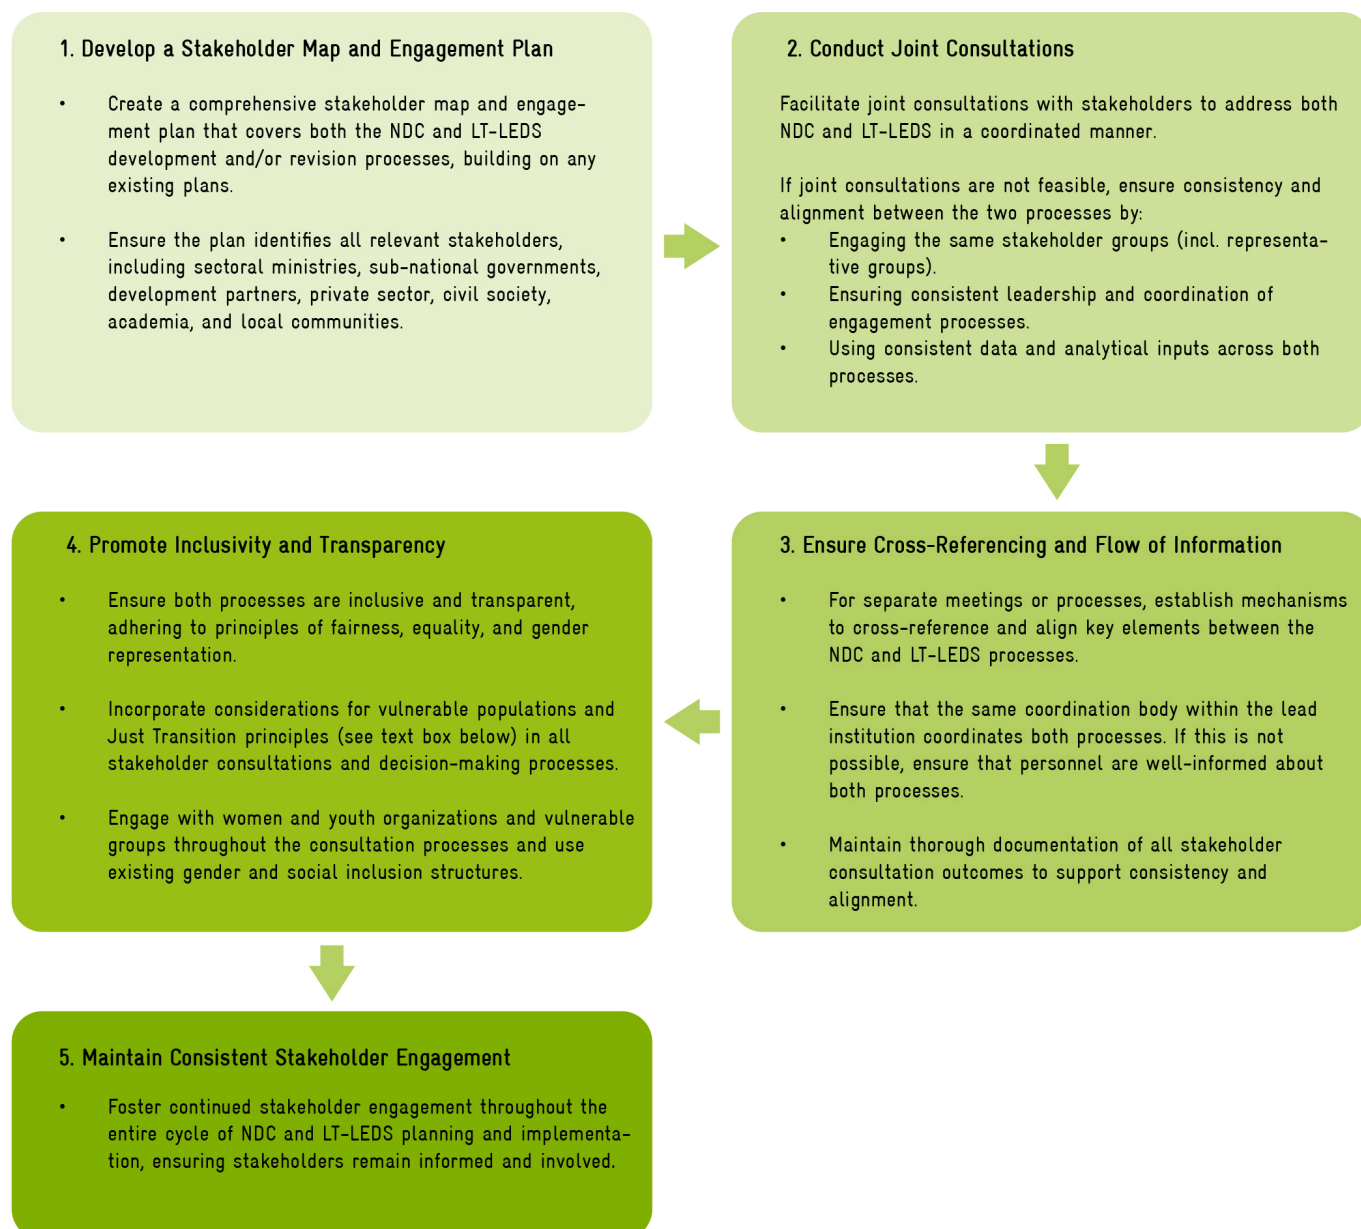 1. Develop a Stakeholder Map and Engagement Plan
• Create a comprehensive stakeholder map and engage-
ment plan that covers both the NDC and LT-LEDS
development and/or revision processes, building on any
existing plans.
• Ensure the plan identifies all relevant stakeholders,
including sectoral ministries, sub-national governments,
development partners, private sector, civil society,
academia, and local communities.
2. Conduct Joint Consultations
Facilitate joint consultations with stakeholders to address both
NDC and LT-LEDS in a coordinated manner.
If joint consultations are not feasible, ensure consistency and
alignment between the two processes by:
• Engaging the same stakeholder groups (incl. representa-
tive groups).
• Ensuring consistent leadership and coordination of
engagement processes.
• Using consistent data and analytical inputs across both
processes.
3. Ensure Cross-Referencing and Flow of Information
• For separate meetings or processes, establish mechanisms
to cross-reference and align key elements between the
NDC and LT-LEDS processes.
• Ensure that the same coordination body within the lead
institution coordinates both processes. If this is not
possible, ensure that personnel are well-informed about
both processes.
• Maintain thorough documentation of all stakeholder
consultation outcomes to support consistency and
alignment.
4. Promote Inclusivity and Transparency
• Ensure both processes are inclusive and transparent,
adhering to principles of fairness, equality, and gender
representation.
• Incorporate considerations for vulnerable populations and
Just Transition principles (see text box below) in all
stakeholder consultations and decision-making processes.
• Engage with women and youth organizations and vulnerable
groups throughout the consultation processes and use
existing gender and social inclusion structures.
5. Maintain Consistent Stakeholder Engagement
• Foster continued stakeholder engagement throughout the
entire cycle of NDC and LT-LEDS planning and implementa-
tion, ensuring stakeholders remain informed and involved.